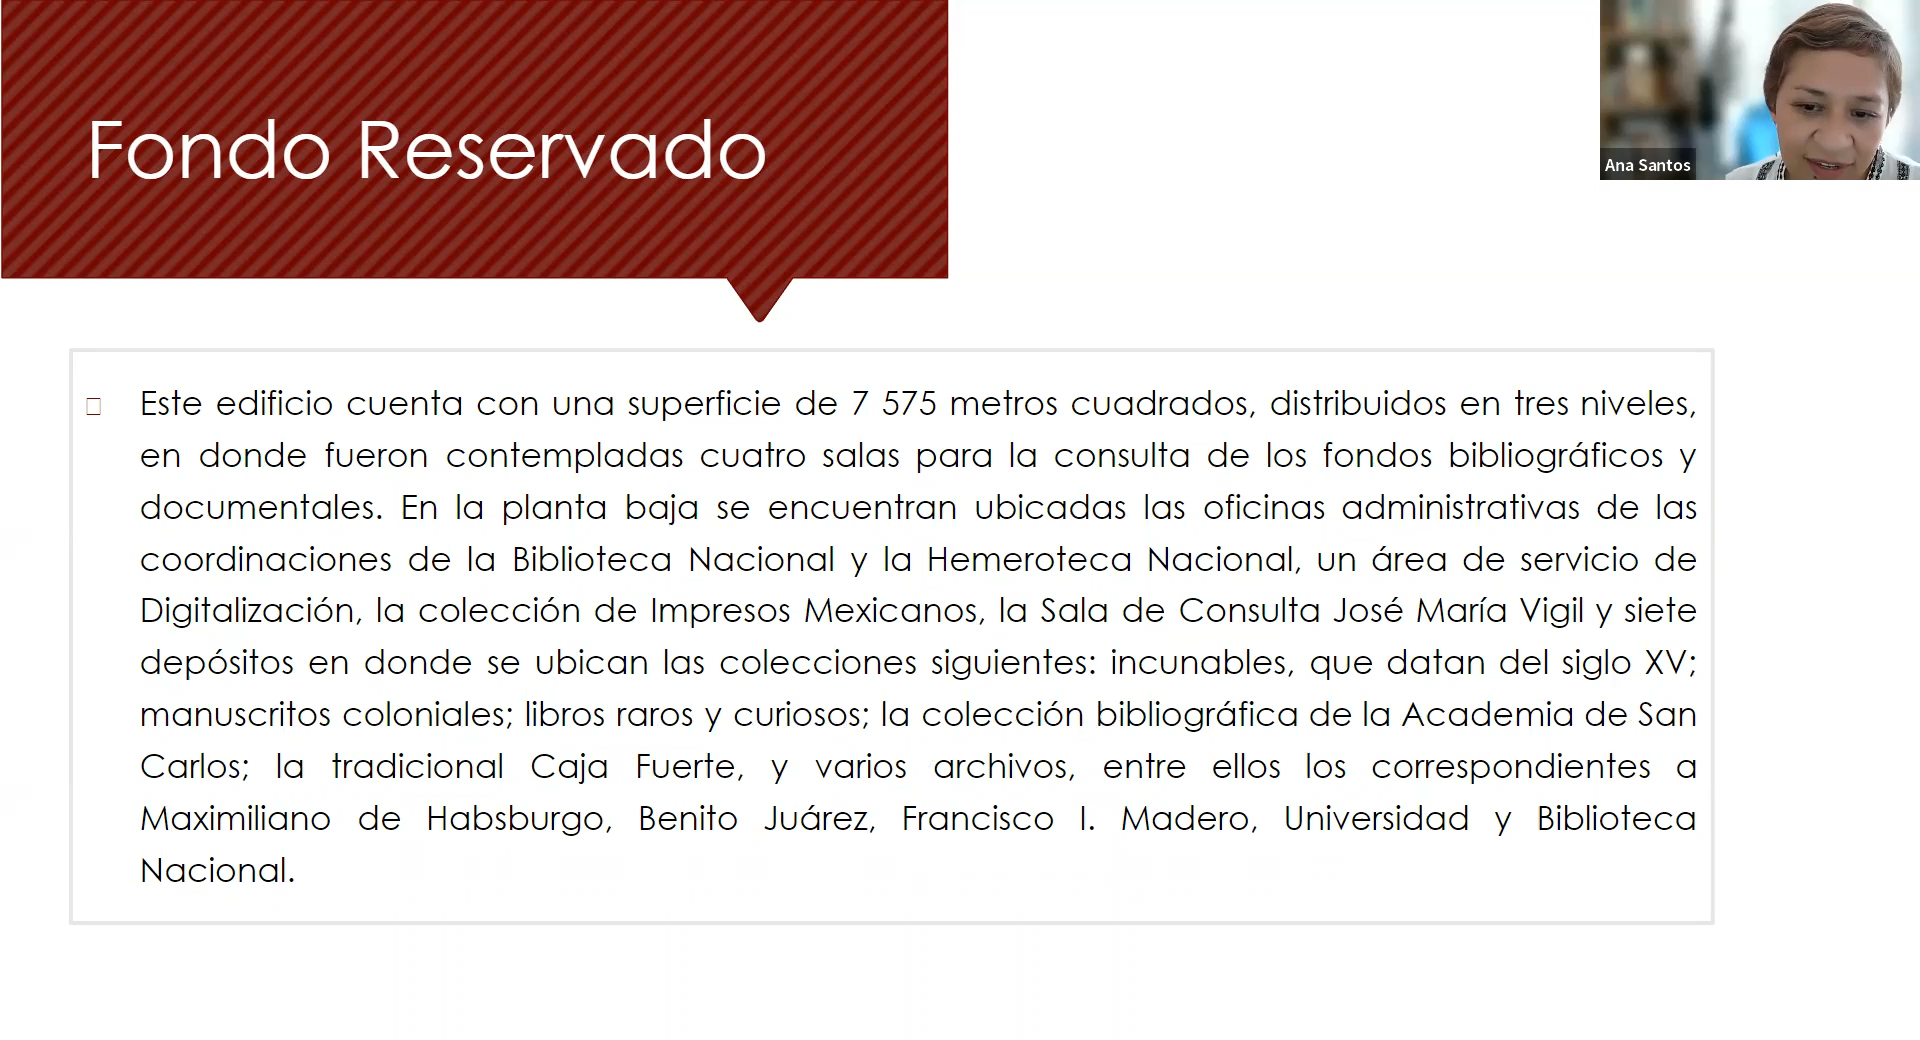 Fondo Reservado
Ana Santos
Este edificio cuenta con una superficie de 7 575 metros cuadrados, distribuidos en tres niveles,
en donde fueron contempladas cuatro salas para la consulta de los fondos bibliográficos y
documentales. En la planta baja se encuentran ubicadas las oficinas administrativas de las
coordinaciones de la Biblioteca Nacional y la Hemeroteca Nacional, un área de servicio de
Digitalización, la colección de Impresos Mexicanos, la Sala de Consulta José María Vigil y siete
depósitos en donde se ubican las colecciones siguientes: incunables, que datan del siglo XV;
manuscritos coloniales; libros raros y curiosos; la colección bibliográfica de la Academia de San
Carlos; la tradicional Caja Fuerte, y varios archivos, entre ellos los correspondientes a
Maximiliano de Habsburgo, Benito Juárez, Francisco I. Madero, Universidad y Biblioteca
Nacional.